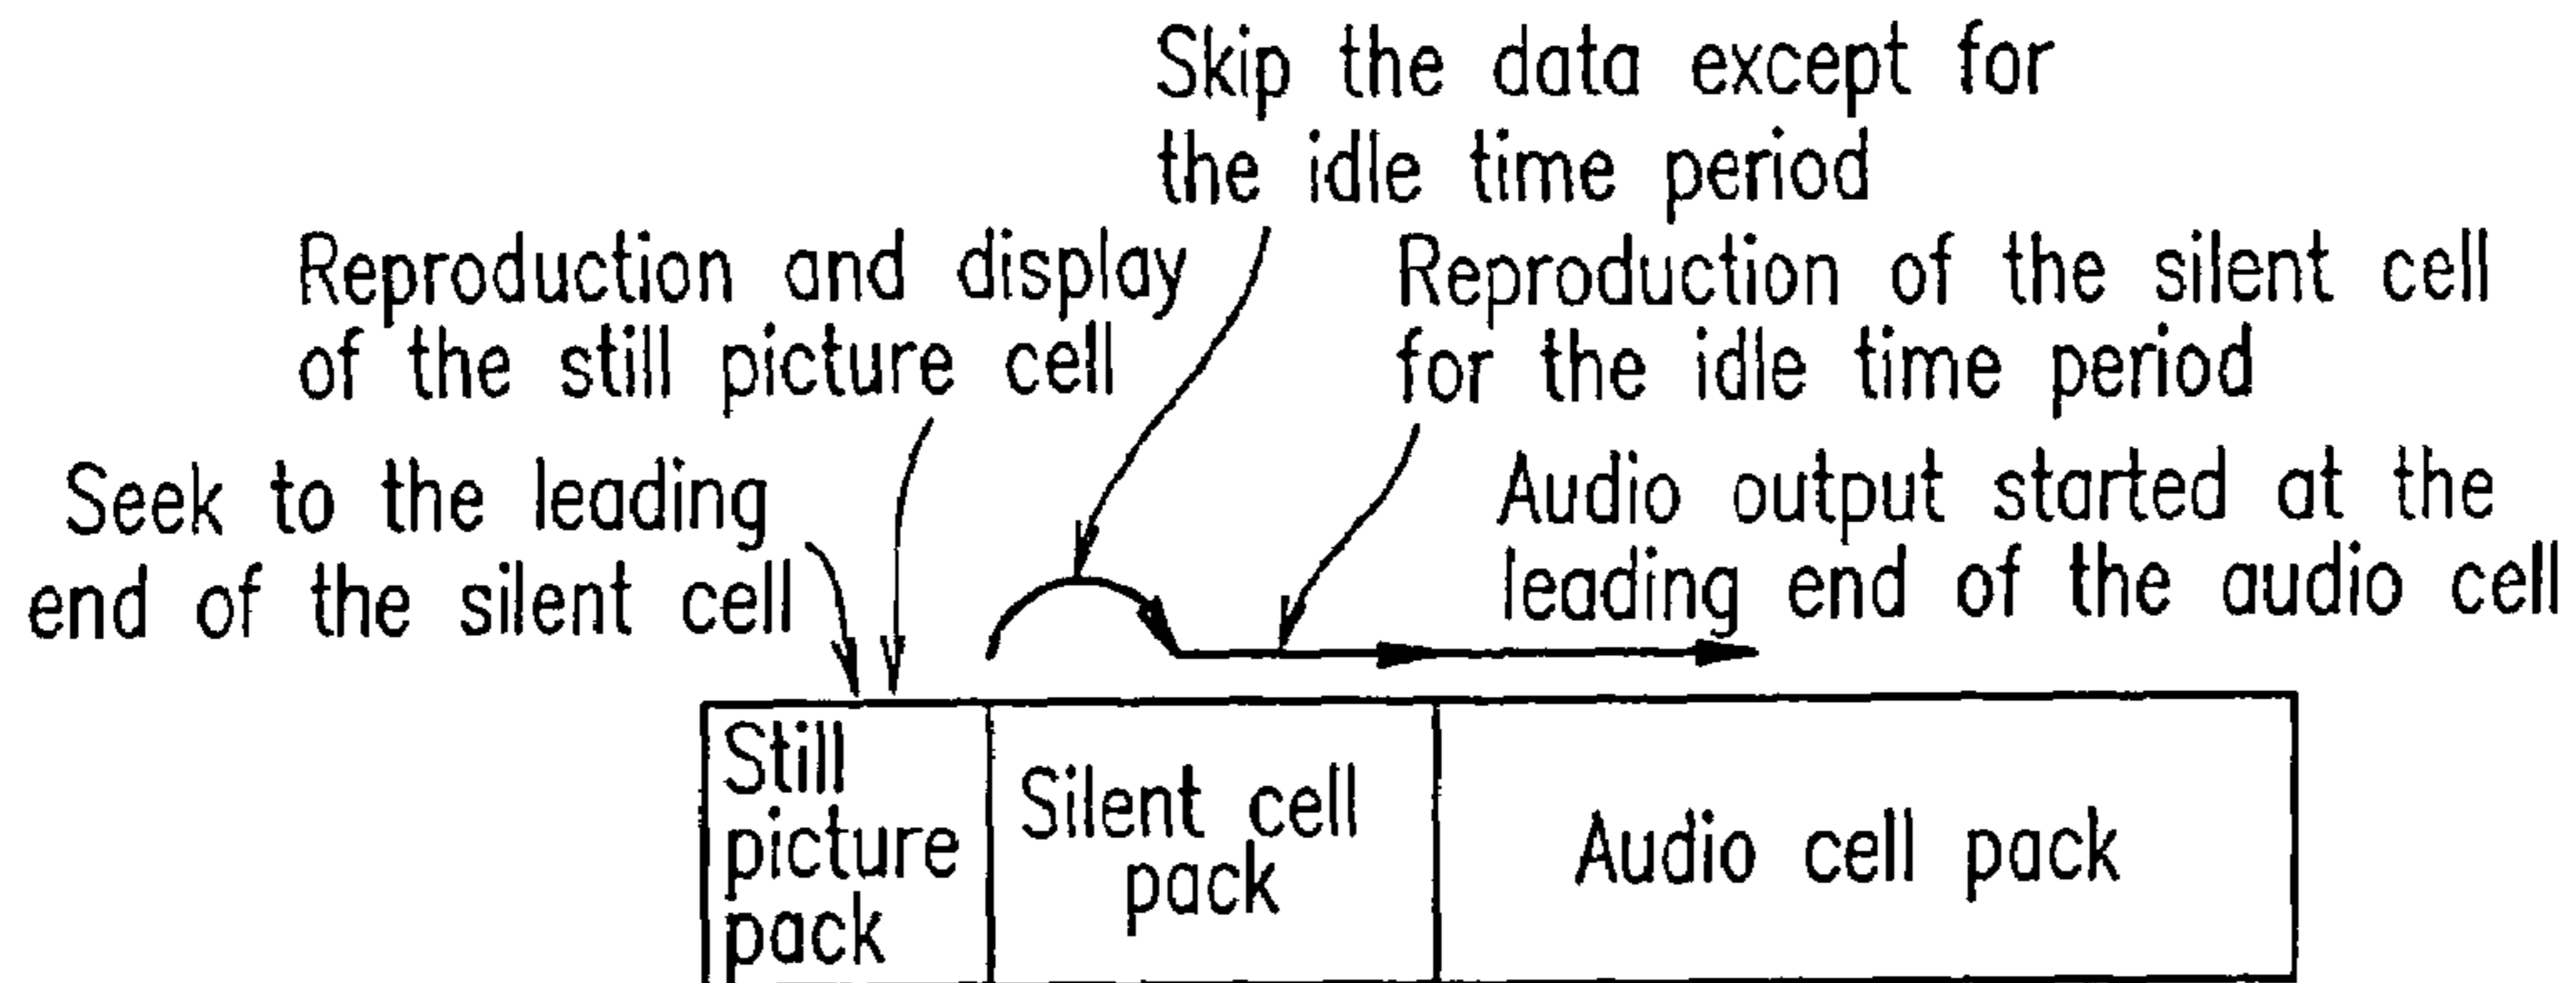 Skip the data except for
the idle time period
Reproduction and display
of the still picture cell
Reproduction of the silent cell
for the idle time period
Seek to the leading
end of the silent cell
Audio output started at the
leading end of the audio cell
Still
picture
pack
Silent cell
pack
Audio cell pack